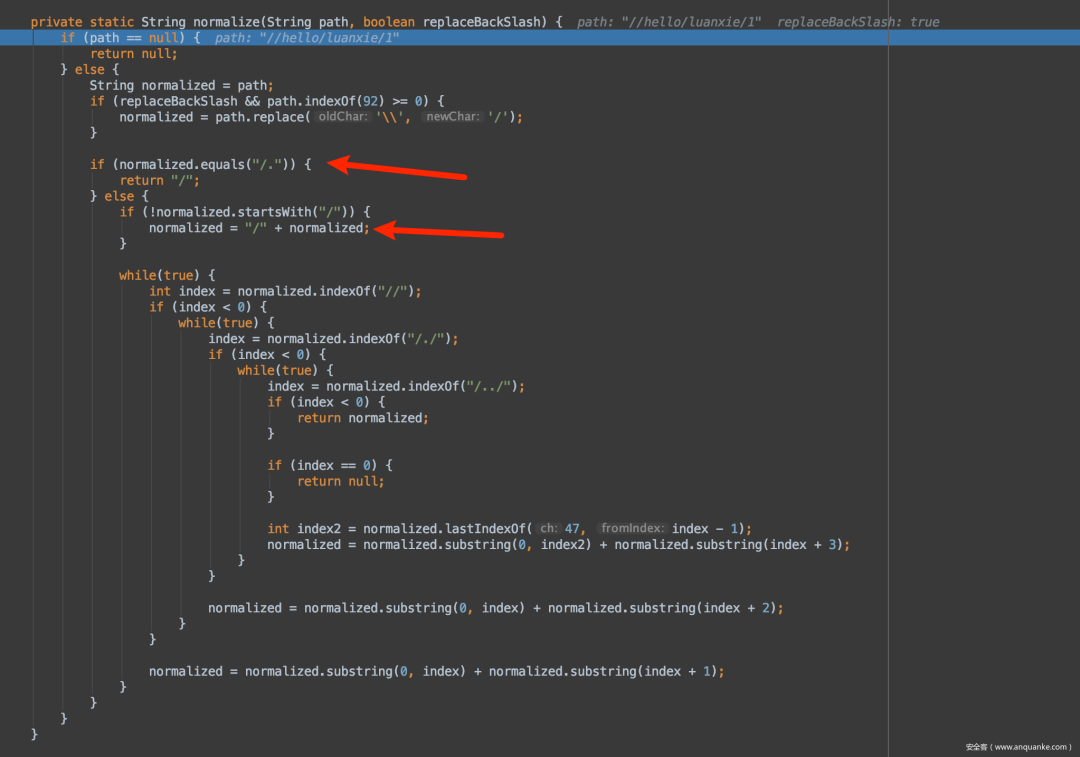 private static String normalize(String path, boolean replaceBackSlash) {  path: "//hello/luanxie/1"  replaceBackSlash: true
    if (path == null) {  path: "//hello/luanxie/1"
        return null;
    } else {
        String normalized = path;
        if (replaceBackSlash && path.indexOf(92) >= 0) {
            normalized = path.replace( oldChar: '\\', newChar: '/');
        }
        if (normalized.equals("/.")) {
            return "/";
        } else {
            if (!normalized.startsWith("/")) {
                normalized = "/" + normalized;
            }
            while(true) {
                int index = normalized.indexOf("//");
                if (index < 0) {
                    while(true) {
                        index = normalized.indexOf("/./");
                        if (index < 0) {
                            while(true) {
                                index = normalized.indexOf("/../");
                                if (index < 0) {
                                    return normalized;
                                }
                                if (index == 0) {
                                    return null;
                                }
                                int index2 = normalized.lastIndexOf( ch: 47, fromIndex: index - 1);
                                normalized = normalized.substring(0, index2) + normalized.substring(index + 3);
                            }
                        }
                        normalized = normalized.substring(0, index) + normalized.substring(index + 2);
                    }
                }
                normalized = normalized.substring(0, index) + normalized.substring(index + 1);
            }
        }
    }
}
安全客（www.anquanke.com）